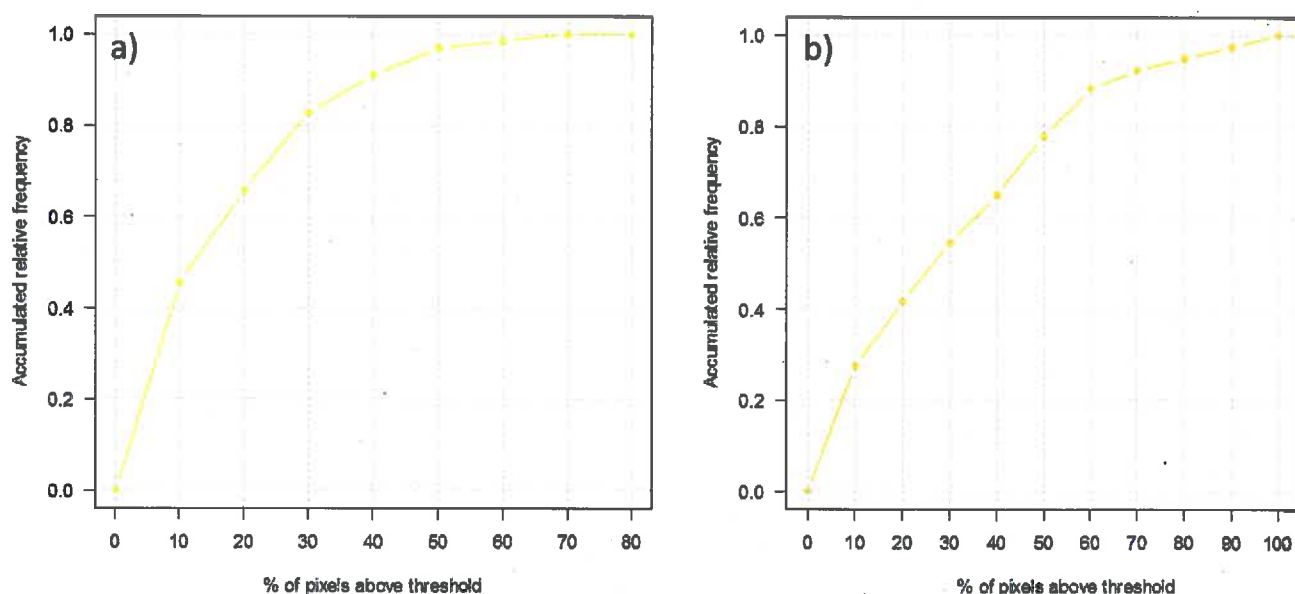 a)
Accumulated relative frequency
1.0
0.8
0.6
0.4
0.2
0.0
0 10 20 30 40 50 60 70 80
% of pixels above threshold
b)
Accumulated relative frequency
1.0
0.8
0.6
0.4
0.2
0.0
0 10 20 30 40 50 60 70 80 90 100
% of pixels above threshold